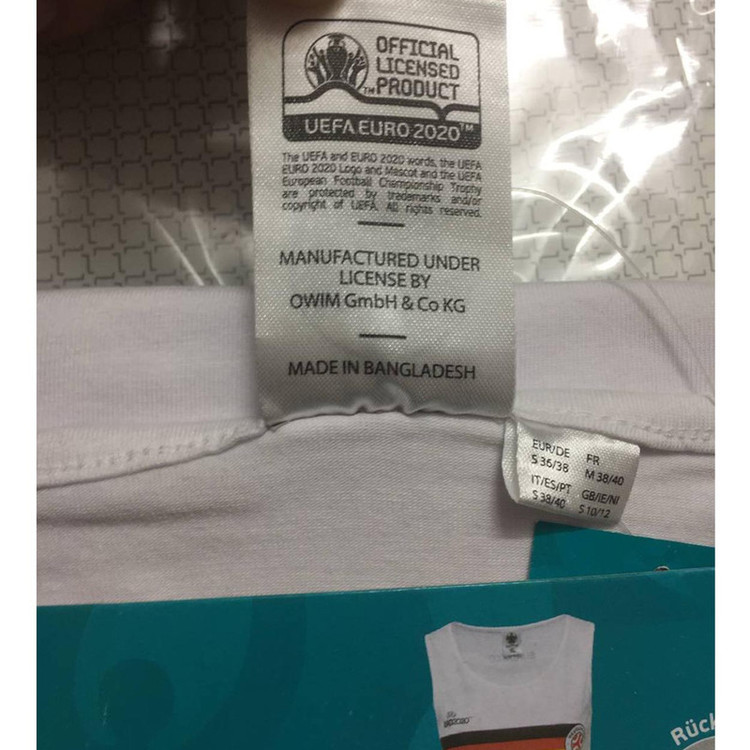 OFFICIAL
LICENSED
PRODUCT
UEFA EURO 2020™
The UEFA and EURO 2020 words, the UEFA
EURO 2020 Logo and Mascot and the UEFA
European Football Championship Trophy
are protected by trademarks and/or
copyright of UEFA. All rights reserved.
MANUFACTURED UNDER
LICENSE BY
OWIM GmbH & Co KG
MADE IN BANGLADESH
EUR/DE FR
S 36/38 M 38/40
IT/ES/PT GB/IE/NI
S 38/40 S 10/12
Rück